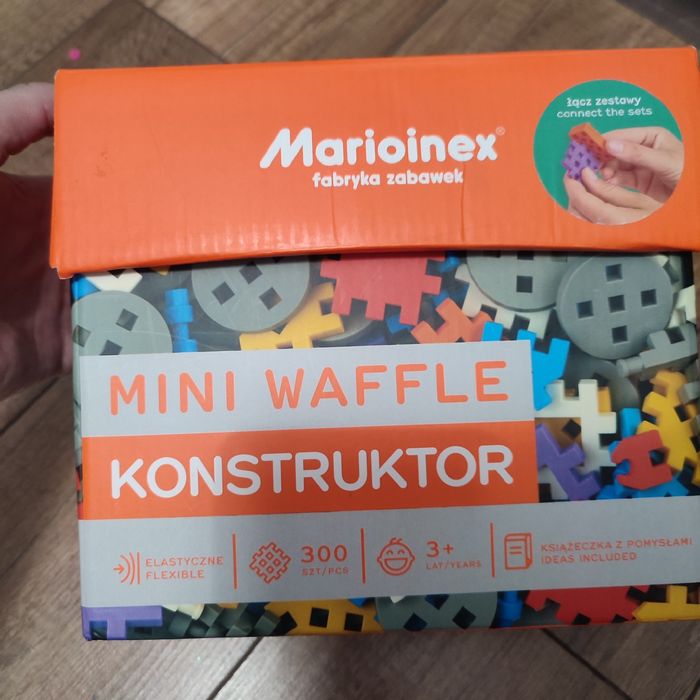 łącz zestawy
connect the sets
Marioinex®
fabryka zabawek
MINI WAFFLE
KONSTRUKTOR
ELASTYCZNE
FLEXIBLE
300
SZT/PCS
3+
LAT/YEARS
KSIĄŻECZKA Z POMYSŁAMI
IDEAS INCLUDED